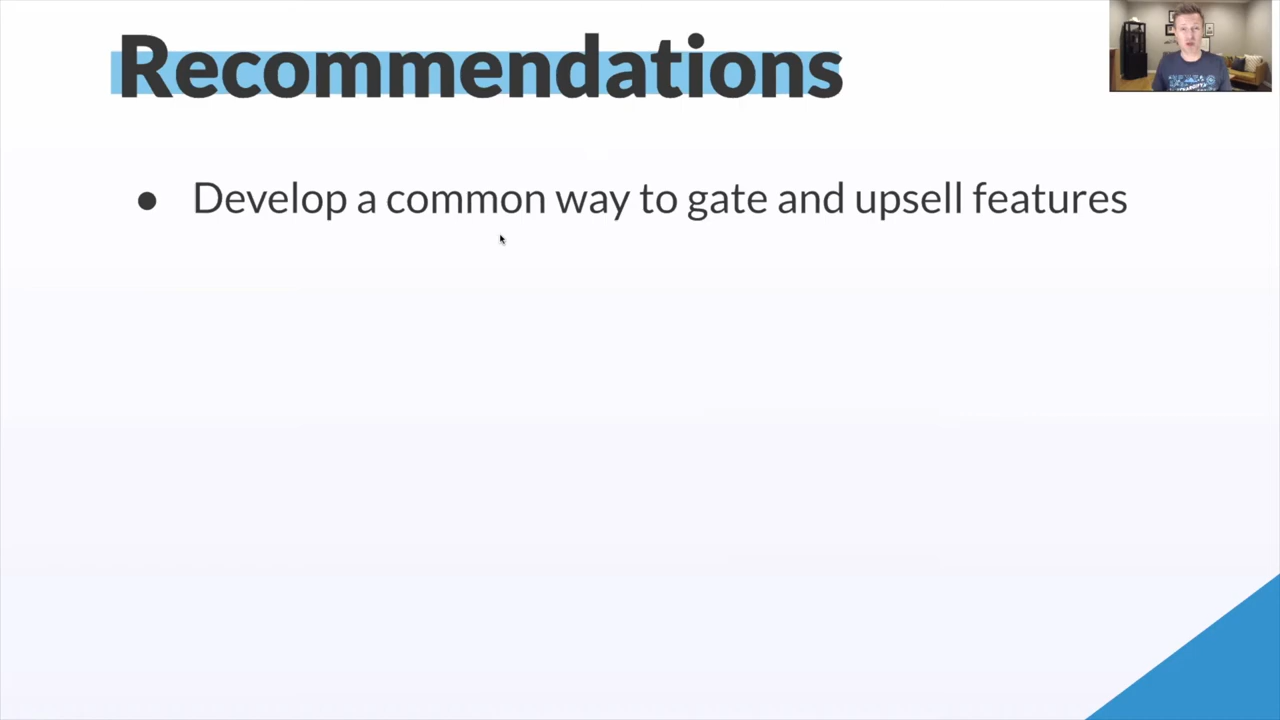 Recommendations
● Develop a common way to gate and upsell features